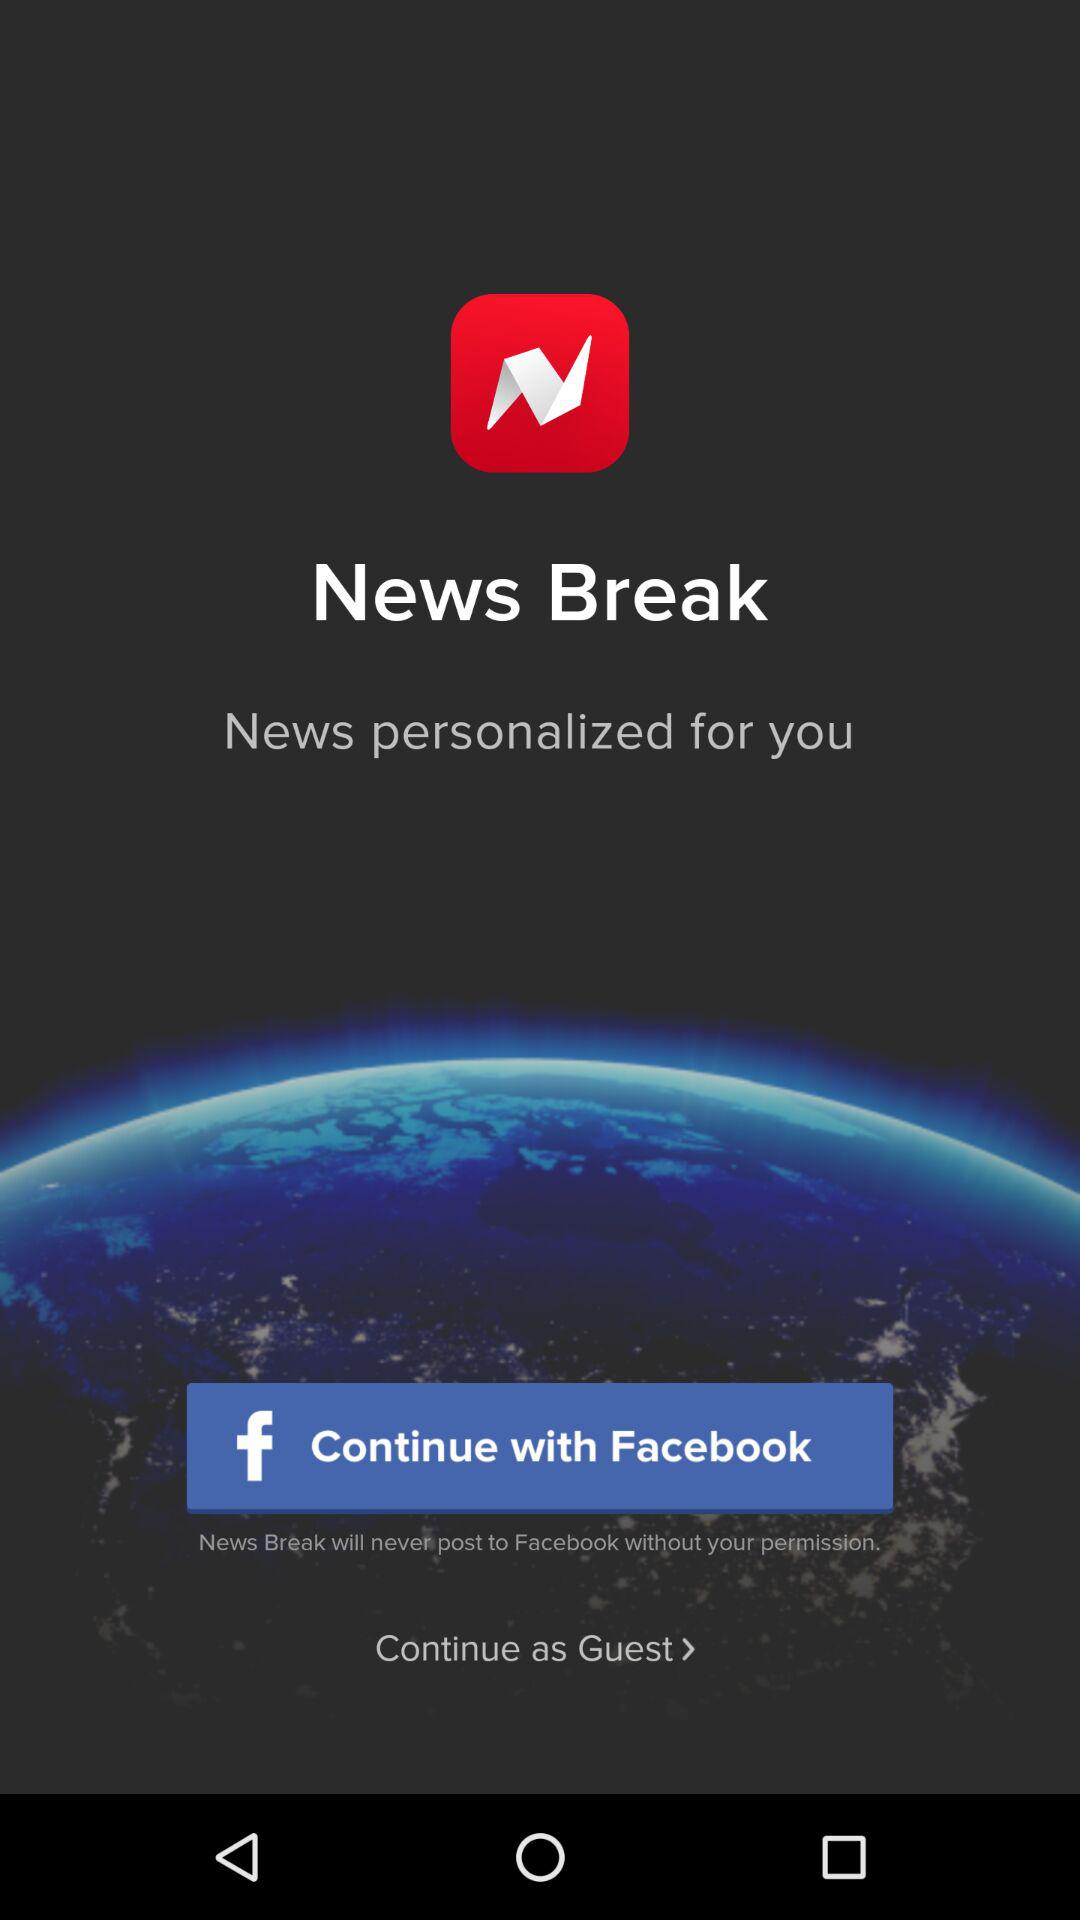 News Break
News personalized for you
Continue with Facebook
News Break will never post to Facebook without your permission.
Continue as Guest